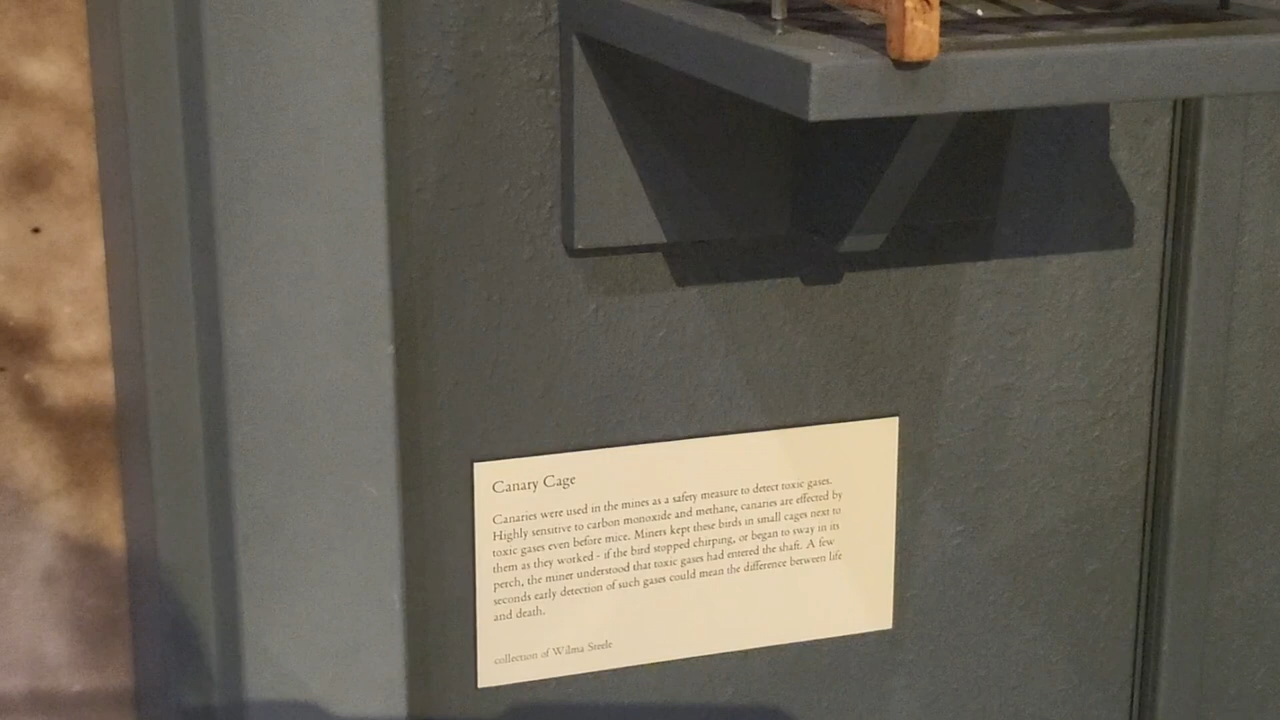 Canary Cage
Canaries were used in the mines as a safety measure to detect toxic gases.
Highly sensitive to carbon monoxide and methane, canaries are effected by
toxic gases even before mice. Miners kept these birds in small cages next to
them as they worked - if the bird stopped chirping, or began to sway in its
perch, the miner understood that toxic gases had entered the shaft. A few
seconds early detection of such gases could mean the difference between life
and death.
collection of Wilma Steele